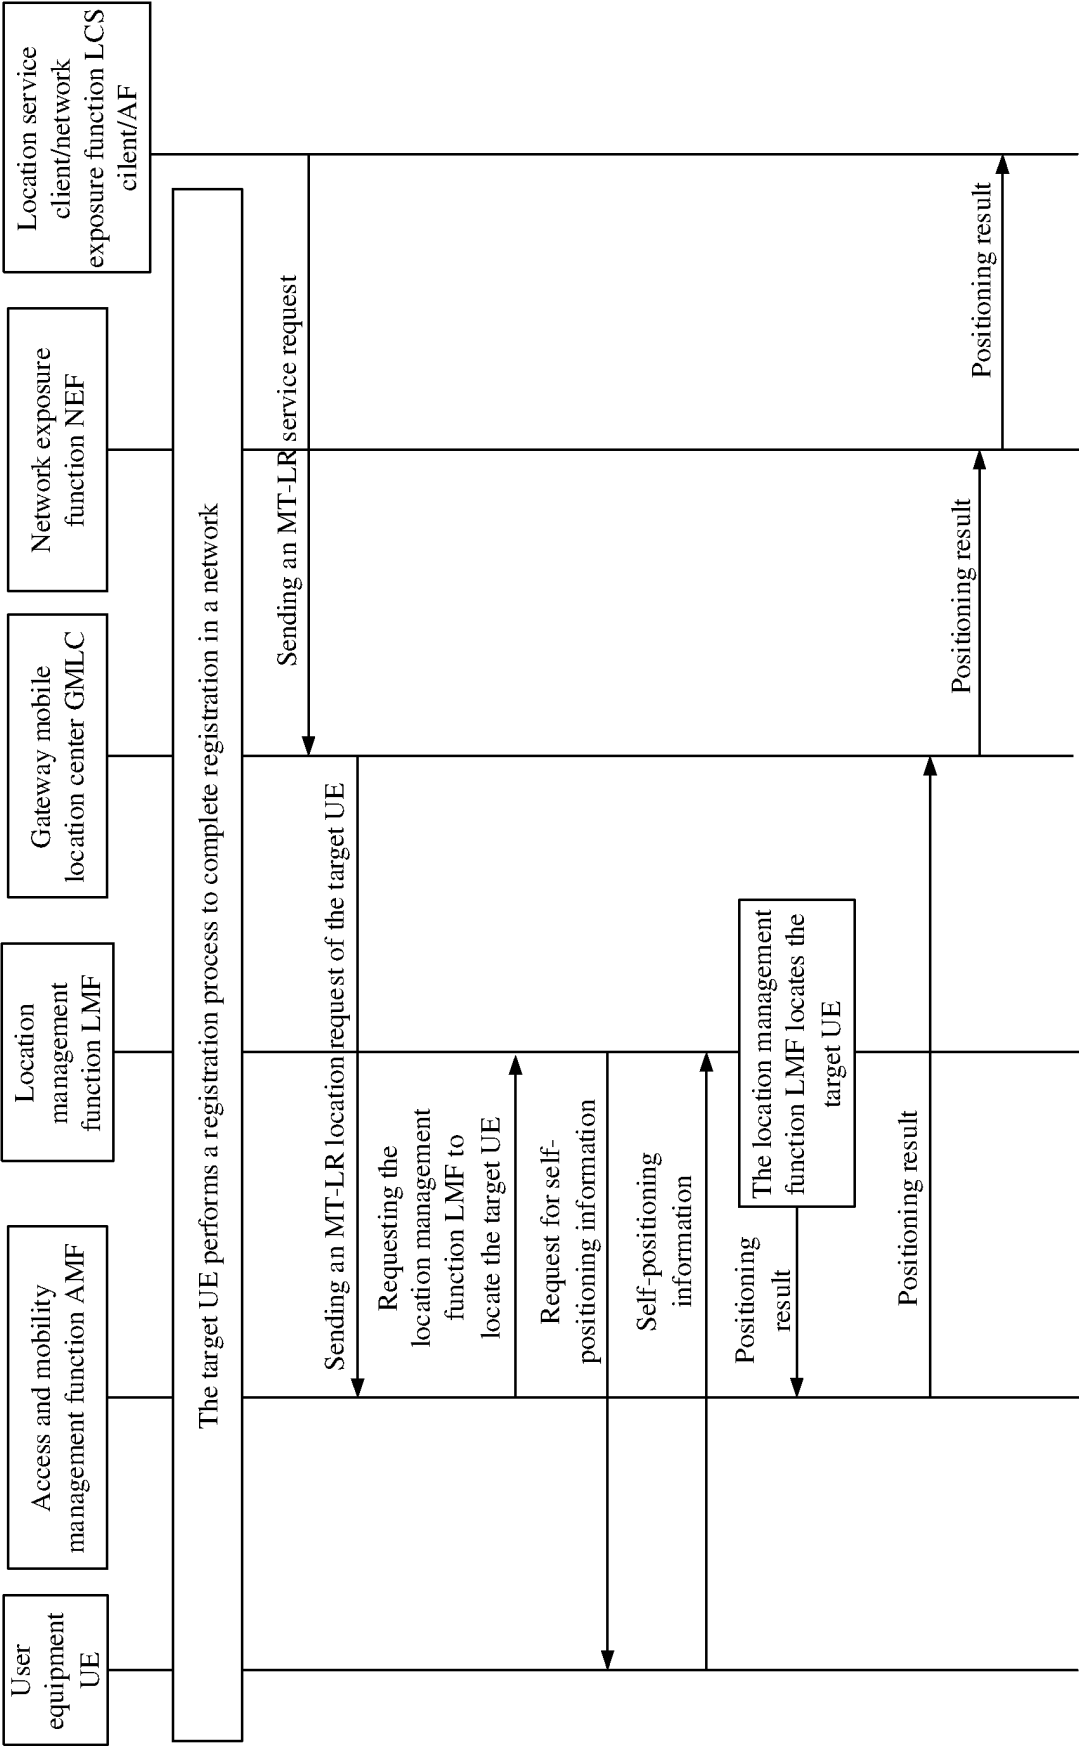 User
equipment
UE
Access and mobility
management function AMF
Location
management
function LMF
Gateway mobile
location center GMLC
Network exposure
function NEF
Location service
client/network
exposure function LCS
cilent/AF
The target UE performs a registration process to complete registration in a network
Sending an MT-LR service request
Sending an MT-LR location request of the target UE
Requesting the
location management
function LMF to
locate the target UE
Request for self-
positioning information
Self-positioning
information
The location management
function LMF locates the
target UE
Positioning
result
Positioning result
Positioning result
Positioning result